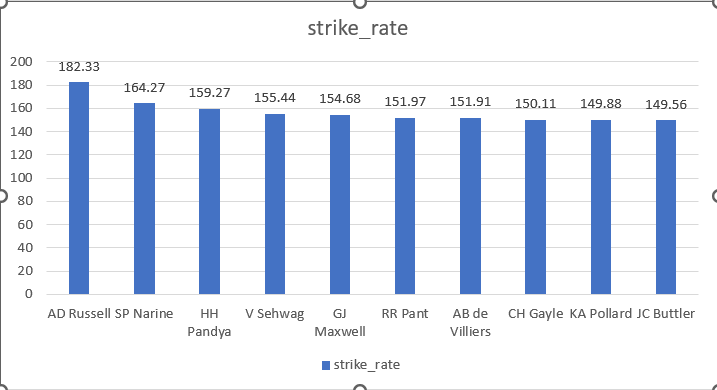 strike_rate
200
180
160
140
120
100
80
60
40
20
0
182.33
164.27
159.27
155.44
154.68
151.97
151.91
150.11
149.88
149.56
AD Russell
SP Narine
HH
Pandya
V Sehwag
GJ
Maxwell
RR Pant
AB de
Villiers
CH Gayle
KA Pollard
JC Buttler
strike_rate